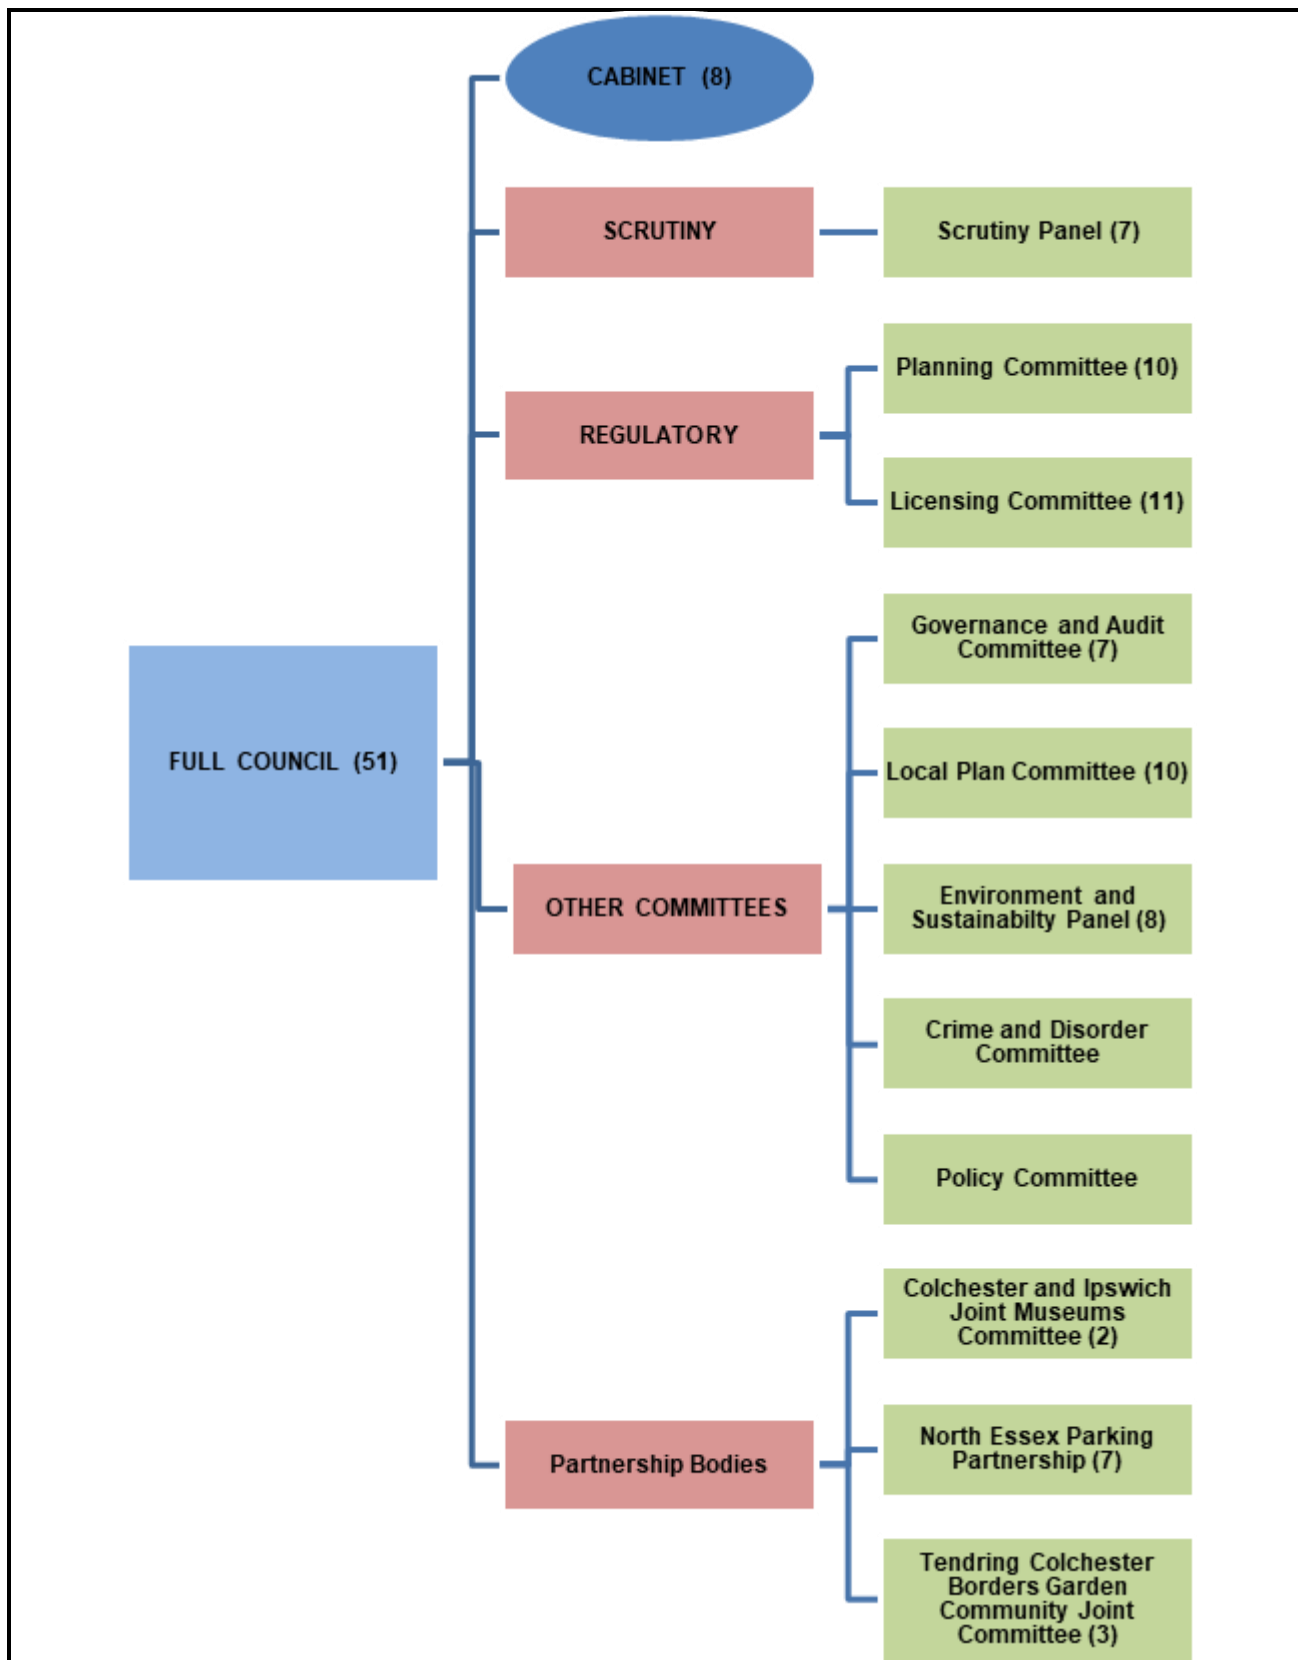 CABINET (8)
SCRUTINY
Scrutiny Panel (7)
Planning Committee (10)
REGULATORY
Licensing Committee (11)
Governance and Audit
Committee (7)
FULL COUNCIL (51)
Local Plan Committee (10)
OTHER COMMITTEES
Environment and
Sustainabilty Panel (8)
Crime and Disorder
Committee
Policy Committee
Colchester and Ipswich
Joint Museums
Committee (2)
Partnership Bodies
North Essex Parking
Partnership (7)
Tendring Colchester
Borders Garden
Community Joint
Committee (3)